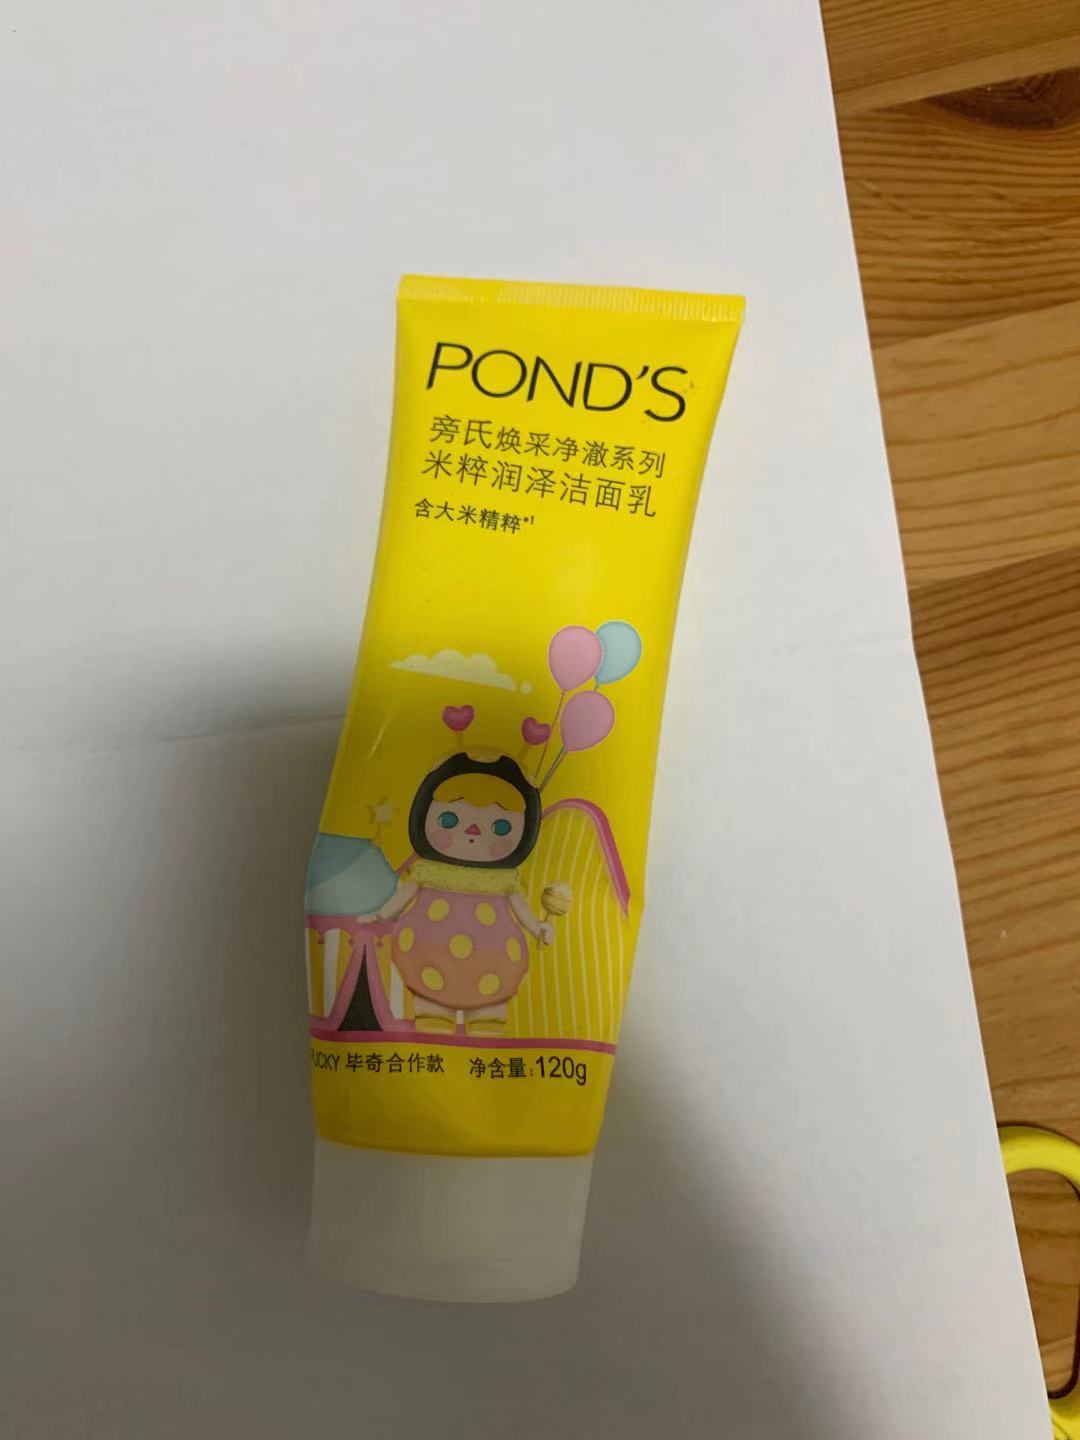 POND'S
旁氏焕采净澈系列
米粹润泽洁面乳
含大米精粹*¹
PUCKY 毕奇合作款 净含量:120g